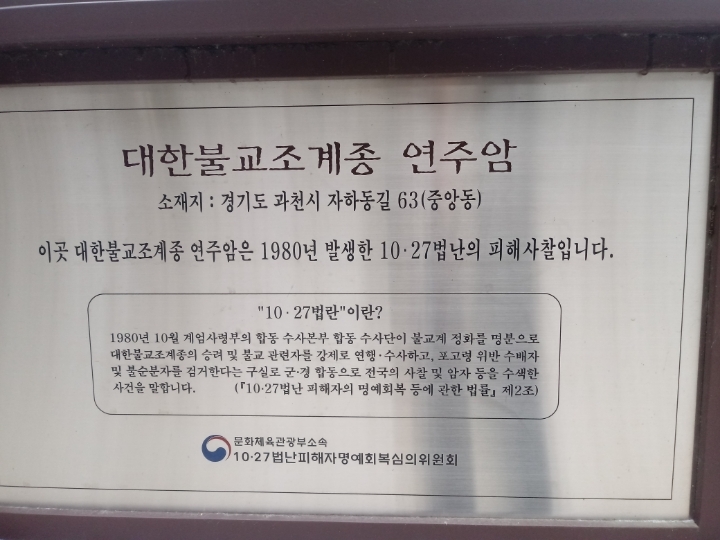 대한불교조계종 연주암
소재지 : 경기도 과천시 자하동길 63(중앙동)
이곳 대한불교조계종 연주암은 1980년 발생한 10·27법난의 피해사찰입니다.
"10·27법란"이란?
1980년 10월 계엄사령부의 합동 수사본부 합동 수사단이 불교계 정화를 명분으로
대한불교조계종의 승려 및 불교 관련자를 강제로 연행·수사하고, 포고령 위반 수배자
및 불순분자를 검거한다는 구실로 군·경 합동으로 전국의 사찰 및 암자 등을 수색한
사건을 말합니다. (『10·27법난 피해자의 명예회복 등에 관한 법률』 제2조)
문화체육관광부소속
10·27법난피해자명예회복심의위원회